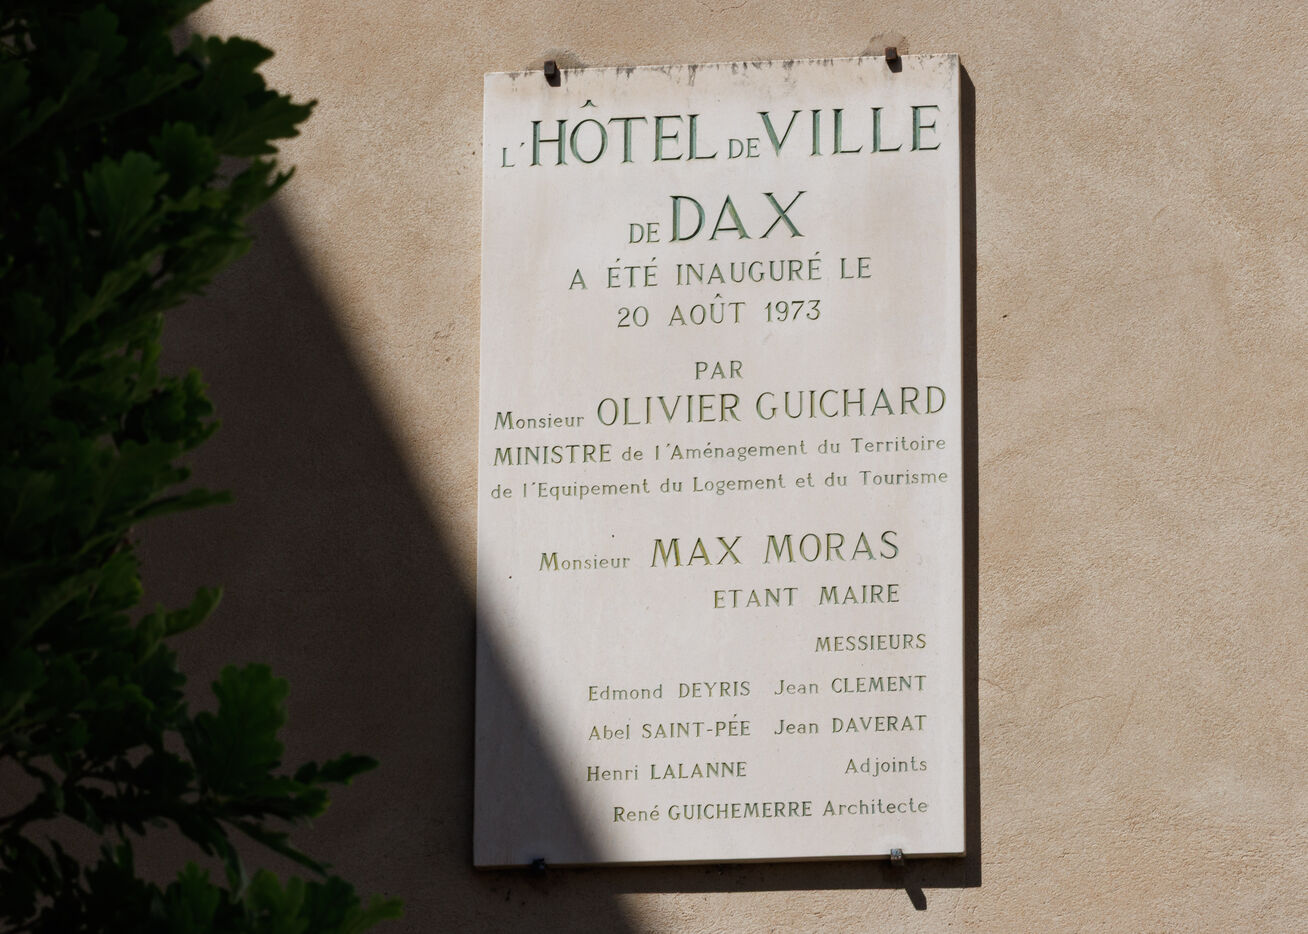 L'HÔTEL DE VILLE
DE DAX
A ÉTÉ INAUGURÉ LE
20 AOÛT 1973
PAR
Monsieur OLIVIER GUICHARD
MINISTRE de l'Aménagement du Territoire
de l'Equipement du Logement et du Tourisme
Monsieur MAX MORAS
ETANT MAIRE
MESSIEURS
Edmond DEYRIS Jean CLEMENT
Abel SAINT-PÉE Jean DAVERAT
Henri LALANNE Adjoints
René GUICHEMERRE Architecte